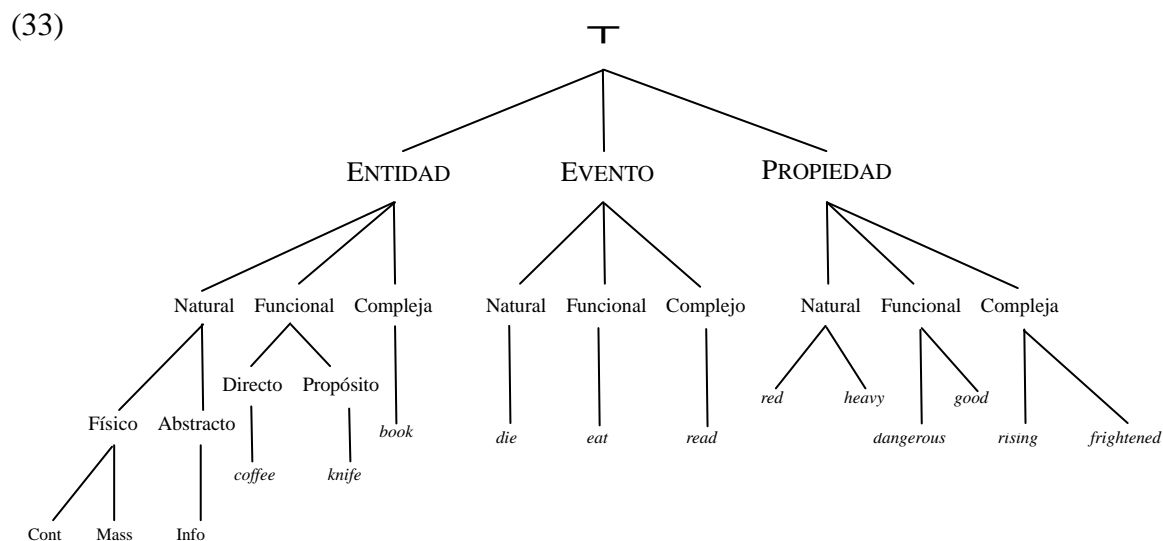 (33)
⊤
ENTIDAD EVENTO PROPIEDAD
Natural Funcional Compleja Natural Funcional Complejo Natural Funcional Compleja
Directo Propósito red heavy good
Físico Abstracto book die eat read dangerous rising frightened
coffee knife
Cont Mass Info